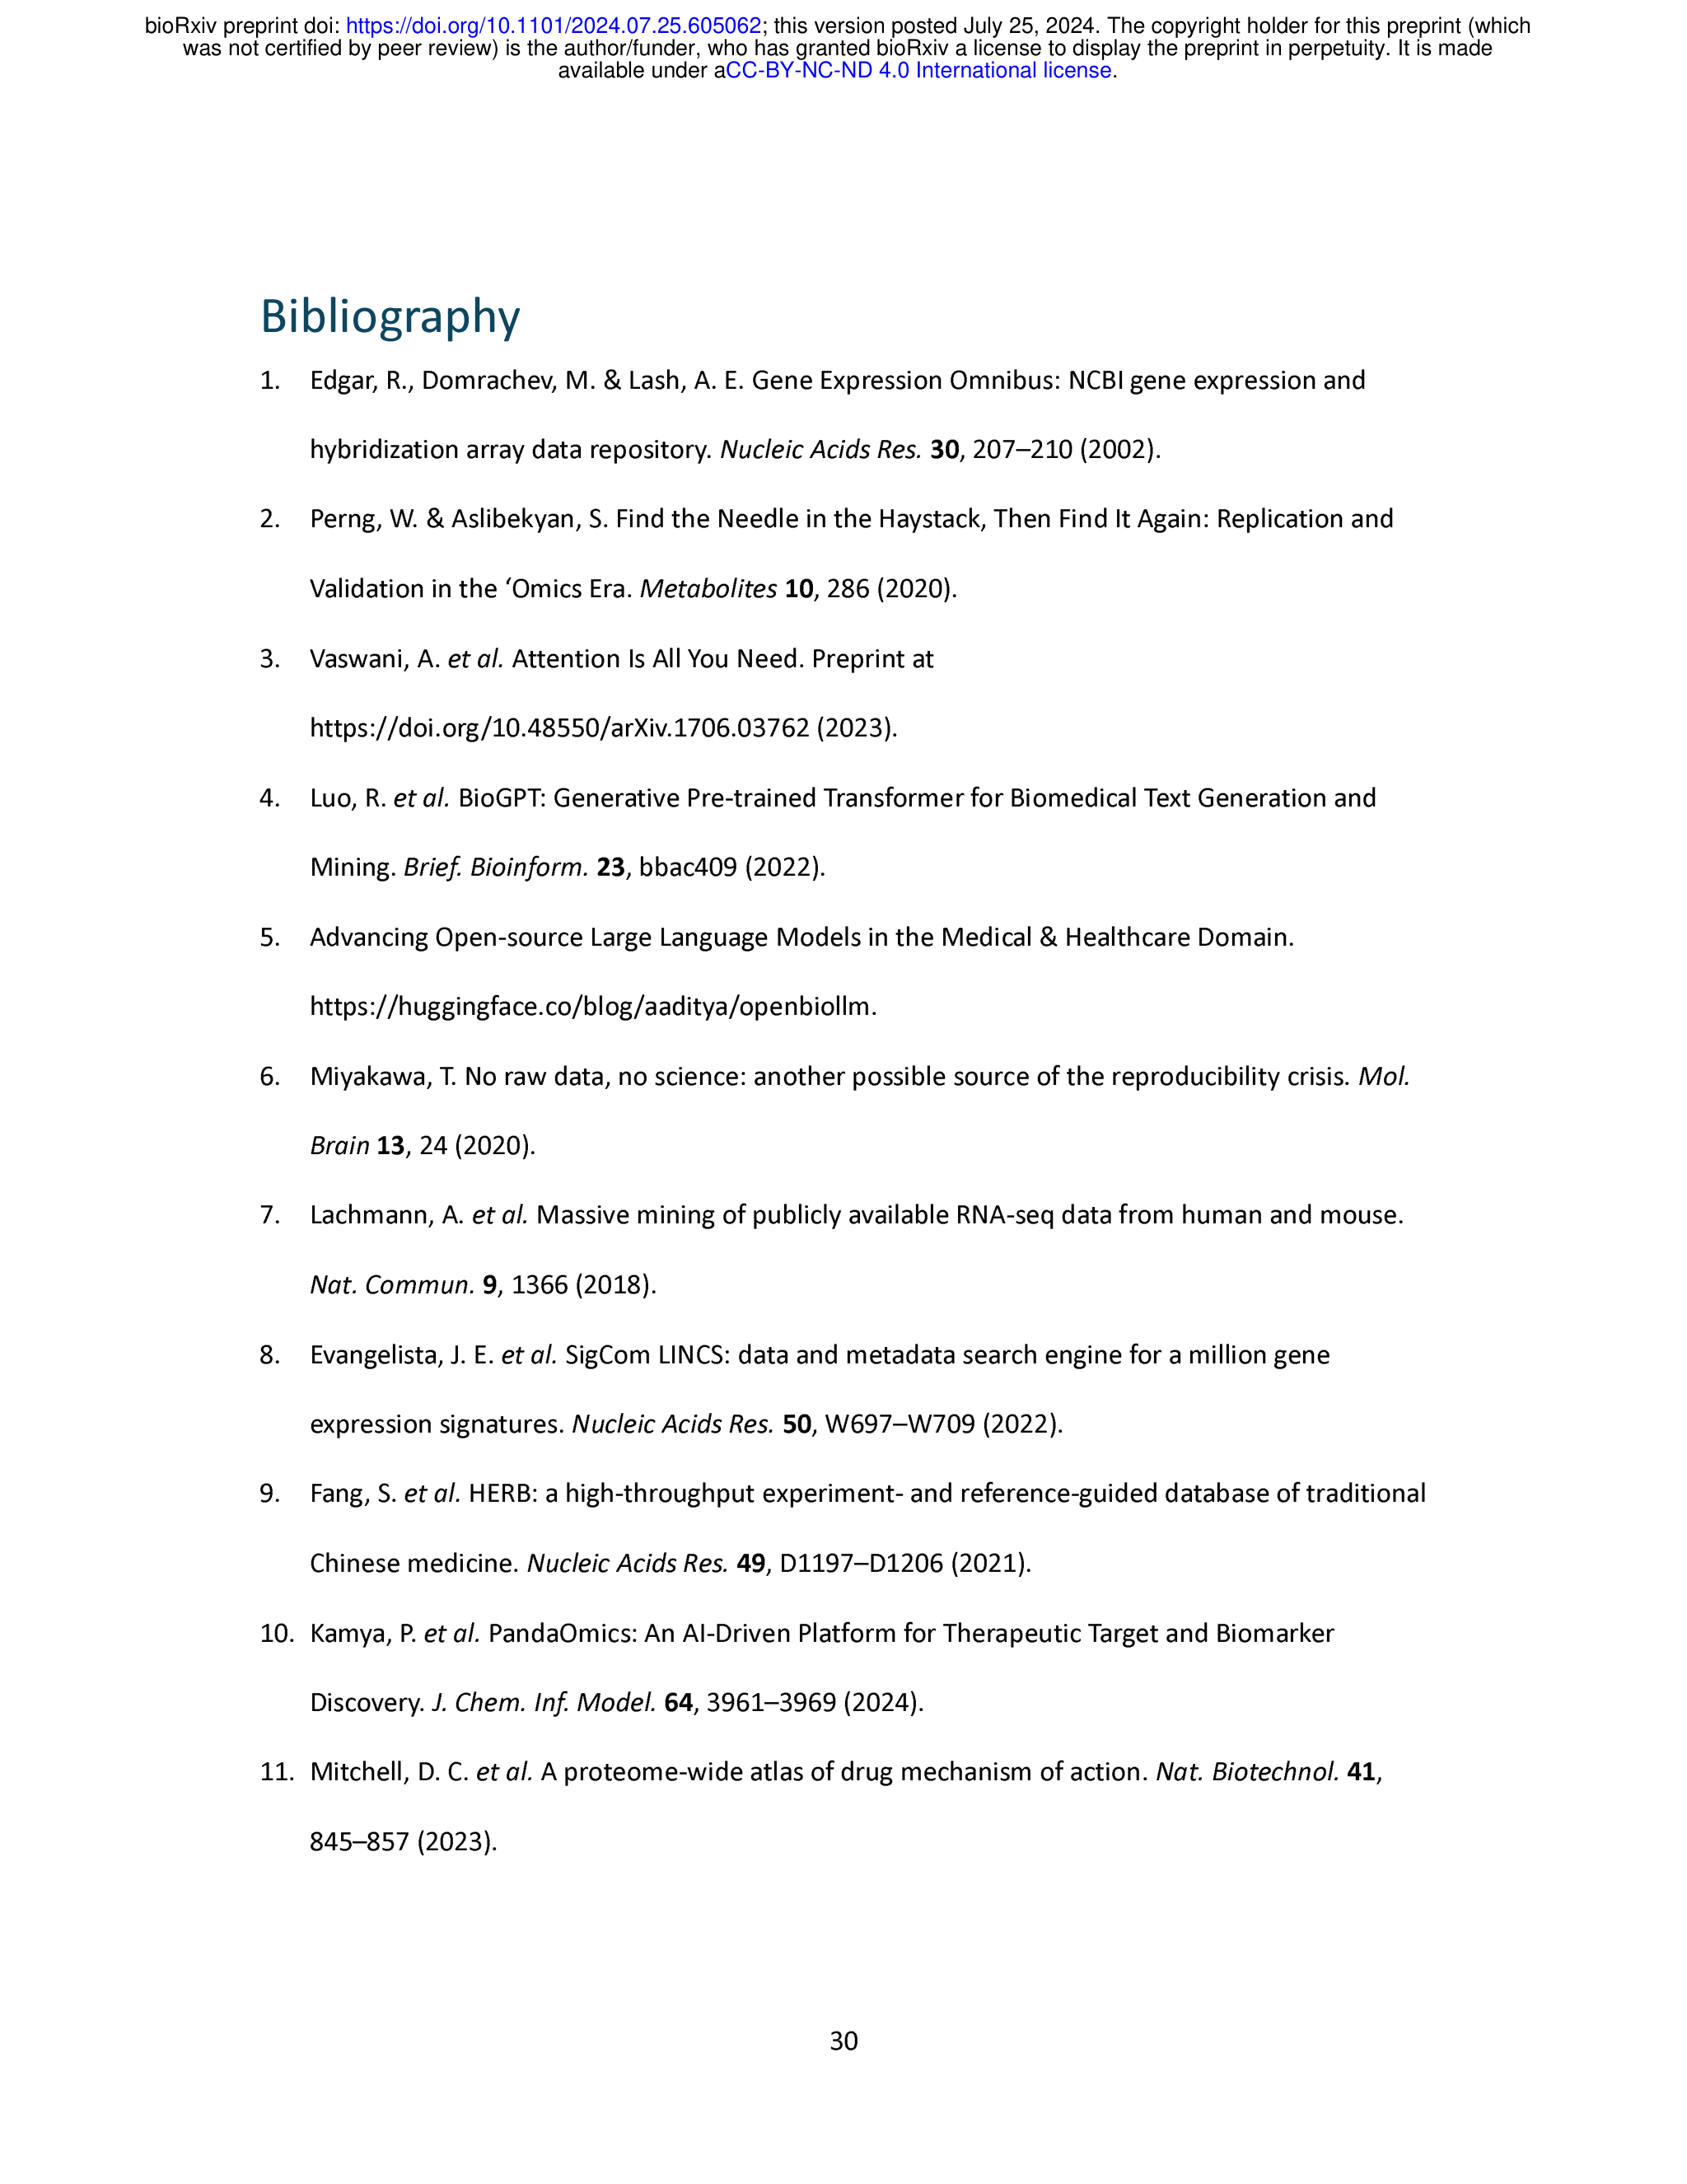 bioRxiv preprint doi: https://doi.org/10.1101/2024.07.25.605062; this version posted July 25, 2024. The copyright holder for this preprint (which
was not certified by peer review) is the author/funder, who has granted bioRxiv a license to display the preprint in perpetuity. It is made
available under aCC-BY-NC-ND 4.0 International license.
Bibliography
1. Edgar, R., Domrachev, M. & Lash, A. E. Gene Expression Omnibus: NCBI gene expression and
hybridization array data repository. Nucleic Acids Res. 30, 207–210 (2002).
2. Perng, W. & Aslibekyan, S. Find the Needle in the Haystack, Then Find It Again: Replication and
Validation in the ‘Omics Era. Metabolites 10, 286 (2020).
3. Vaswani, A. et al. Attention Is All You Need. Preprint at
https://doi.org/10.48550/arXiv.1706.03762 (2023).
4. Luo, R. et al. BioGPT: Generative Pre-trained Transformer for Biomedical Text Generation and
Mining. Brief. Bioinform. 23, bbac409 (2022).
5. Advancing Open-source Large Language Models in the Medical & Healthcare Domain.
https://huggingface.co/blog/aaditya/openbiollm.
6. Miyakawa, T. No raw data, no science: another possible source of the reproducibility crisis. Mol.
Brain 13, 24 (2020).
7. Lachmann, A. et al. Massive mining of publicly available RNA-seq data from human and mouse.
Nat. Commun. 9, 1366 (2018).
8. Evangelista, J. E. et al. SigCom LINCS: data and metadata search engine for a million gene
expression signatures. Nucleic Acids Res. 50, W697–W709 (2022).
9. Fang, S. et al. HERB: a high-throughput experiment- and reference-guided database of traditional
Chinese medicine. Nucleic Acids Res. 49, D1197–D1206 (2021).
10. Kamya, P. et al. PandaOmics: An AI-Driven Platform for Therapeutic Target and Biomarker
Discovery. J. Chem. Inf. Model. 64, 3961–3969 (2024).
11. Mitchell, D. C. et al. A proteome-wide atlas of drug mechanism of action. Nat. Biotechnol. 41,
845–857 (2023).
30